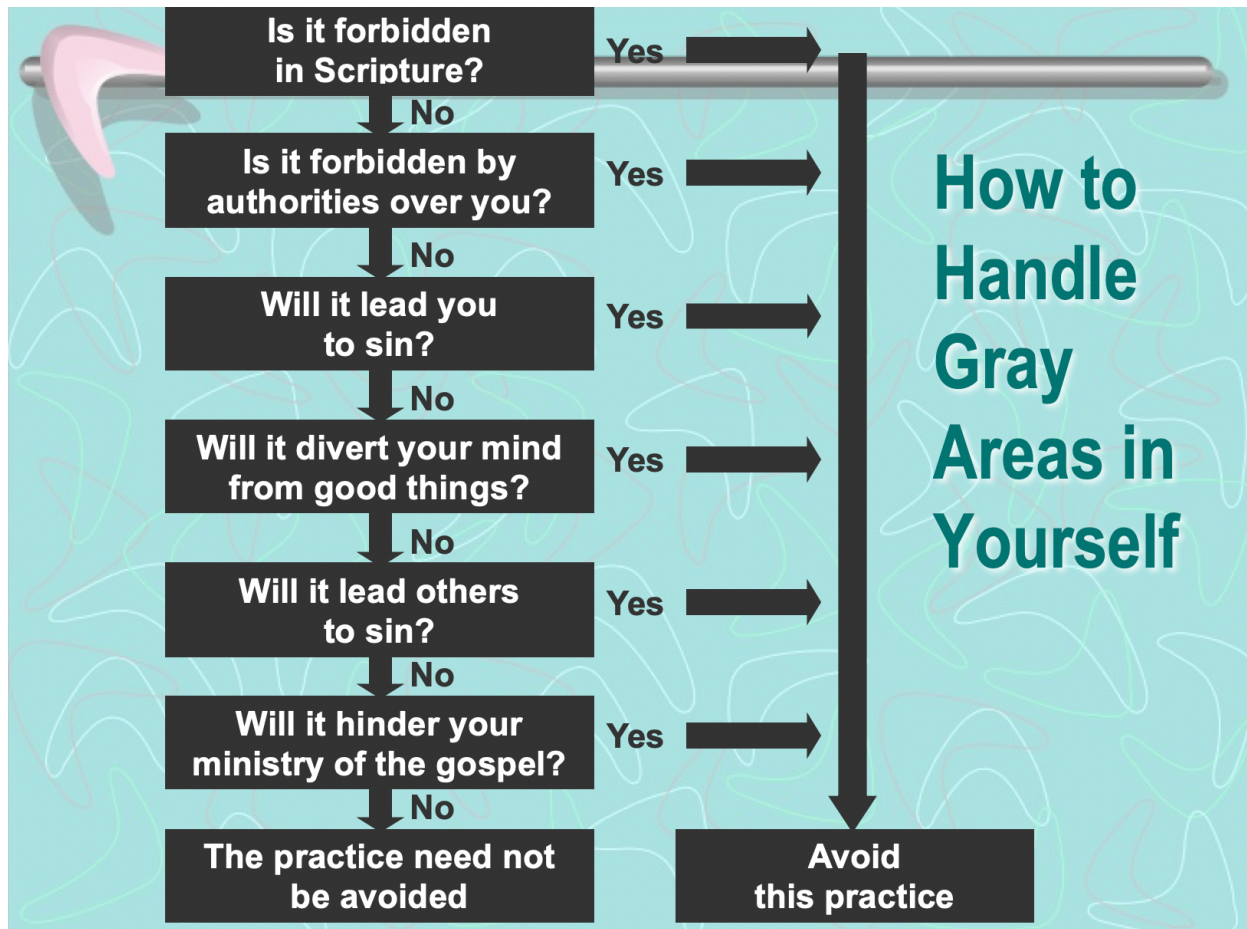 Is it forbidden
in Scripture?
Yes
No
Is it forbidden by
authorities over you?
Yes
No
Will it lead you
to sin?
Yes
No
Will it divert your mind
from good things?
Yes
No
Will it lead others
to sin?
Yes
No
Will it hinder your
ministry of the gospel?
Yes
No
The practice need not
be avoided
Avoid
this practice
How to
Handle
Gray
Areas in
Yourself